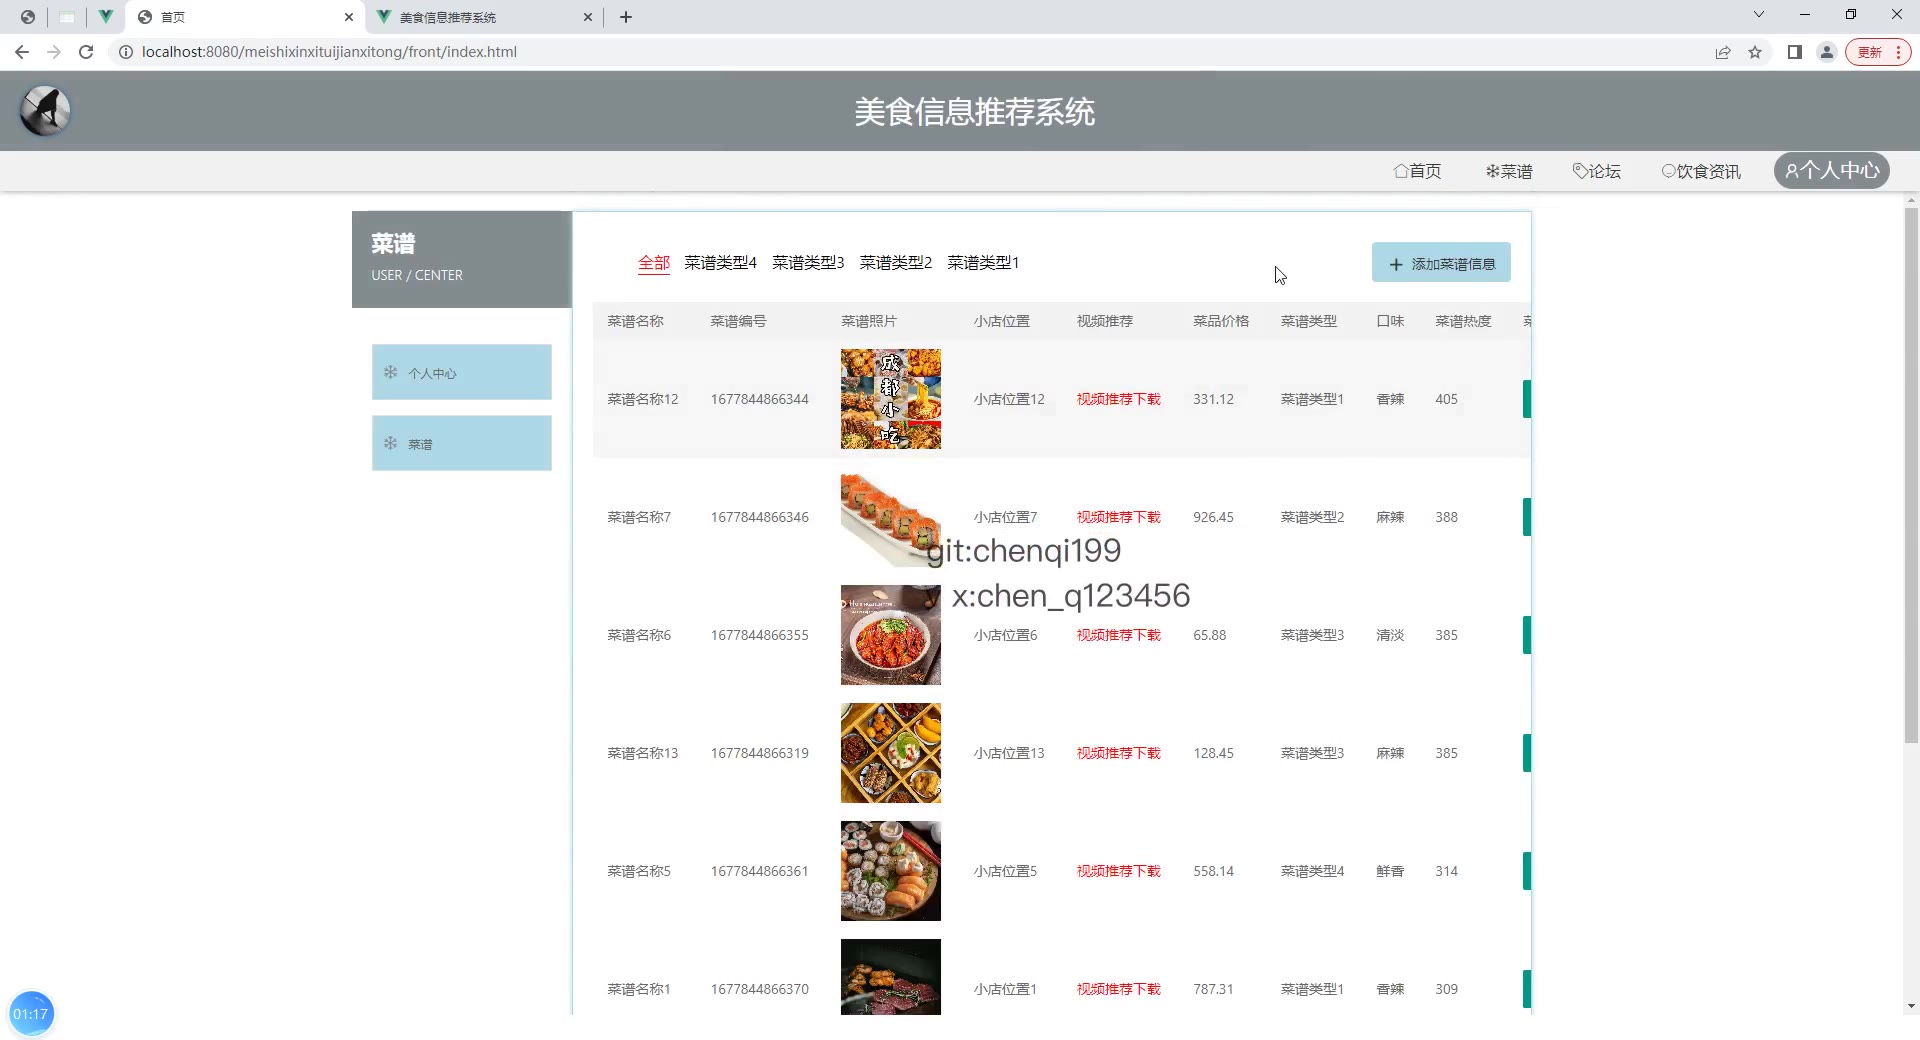 首页
美食信息推荐系统
localhost:8080/meishixinxituijianxitong/front/index.html
更新
美食信息推荐系统
首页 菜谱 论坛 饮食资讯 个人中心
菜谱
USER / CENTER
个人中心
菜谱
全部 菜谱类型4 菜谱类型3 菜谱类型2 菜谱类型1
添加菜谱信息
菜谱名称 菜谱编号 菜谱照片 小店位置 视频推荐 菜品价格 菜谱类型 口味 菜谱热度
成都小吃
菜谱名称12 1677844866344 小店位置12 视频推荐下载 331.12 菜谱类型1 香辣 405
菜谱名称7 1677844866346 小店位置7 视频推荐下载 926.45 菜谱类型2 麻辣 388
git:chenqi199
x:chen_q123456
菜谱名称6 1677844866355 小店位置6 视频推荐下载 65.88 菜谱类型3 清淡 385
菜谱名称13 1677844866319 小店位置13 视频推荐下载 128.45 菜谱类型3 麻辣 385
菜谱名称5 1677844866361 小店位置5 视频推荐下载 558.14 菜谱类型4 鲜香 314
菜谱名称1 1677844866370 小店位置1 视频推荐下载 787.31 菜谱类型1 香辣 309
01:17